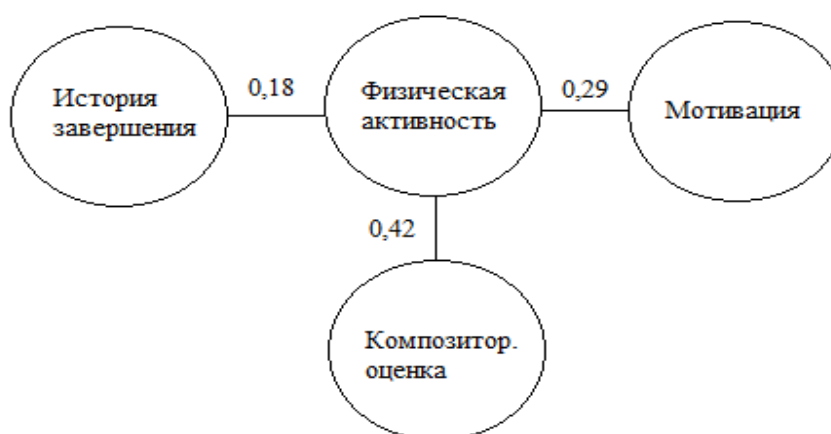 История
завершения
0,18
Физическая
активность
0,29
Мотивация
0,42
Композитор.
оценка